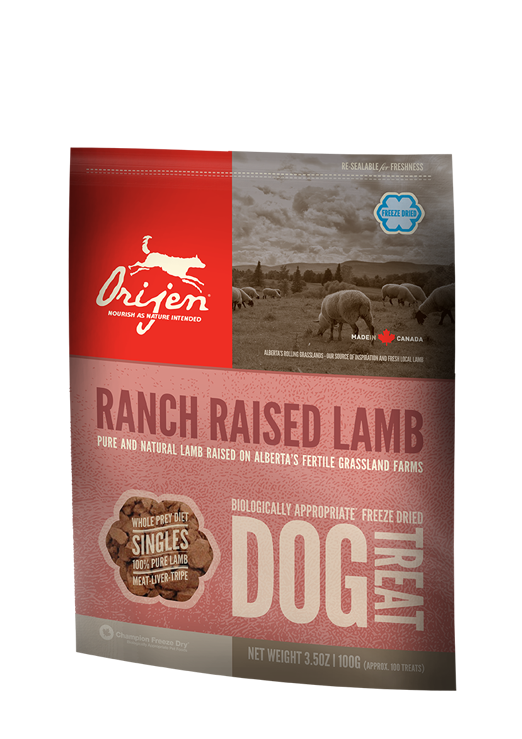 RE-SEALABLE for FRESHNESS
FREEZE DRIED
Orijen
NOURISH AS NATURE INTENDED
MADE IN CANADA
ALBERTA'S ROLLING GRASSLANDS - OUR SOURCE OF INSPIRATION AND FRESH LOCAL LAMB
RANCH RAISED LAMB
PURE AND NATURAL LAMB RAISED ON ALBERTA'S FERTILE GRASSLAND FARMS
WHOLE PREY DIET
SINGLES
100% PURE LAMB
MEAT-LIVER-TRIPE
BIOLOGICALLY APPROPRIATE™ FREEZE DRIED
DOG TREAT
Champion Freeze Dry™
NET WEIGHT 3.5OZ | 100G (APPROX. 100 TREATS)